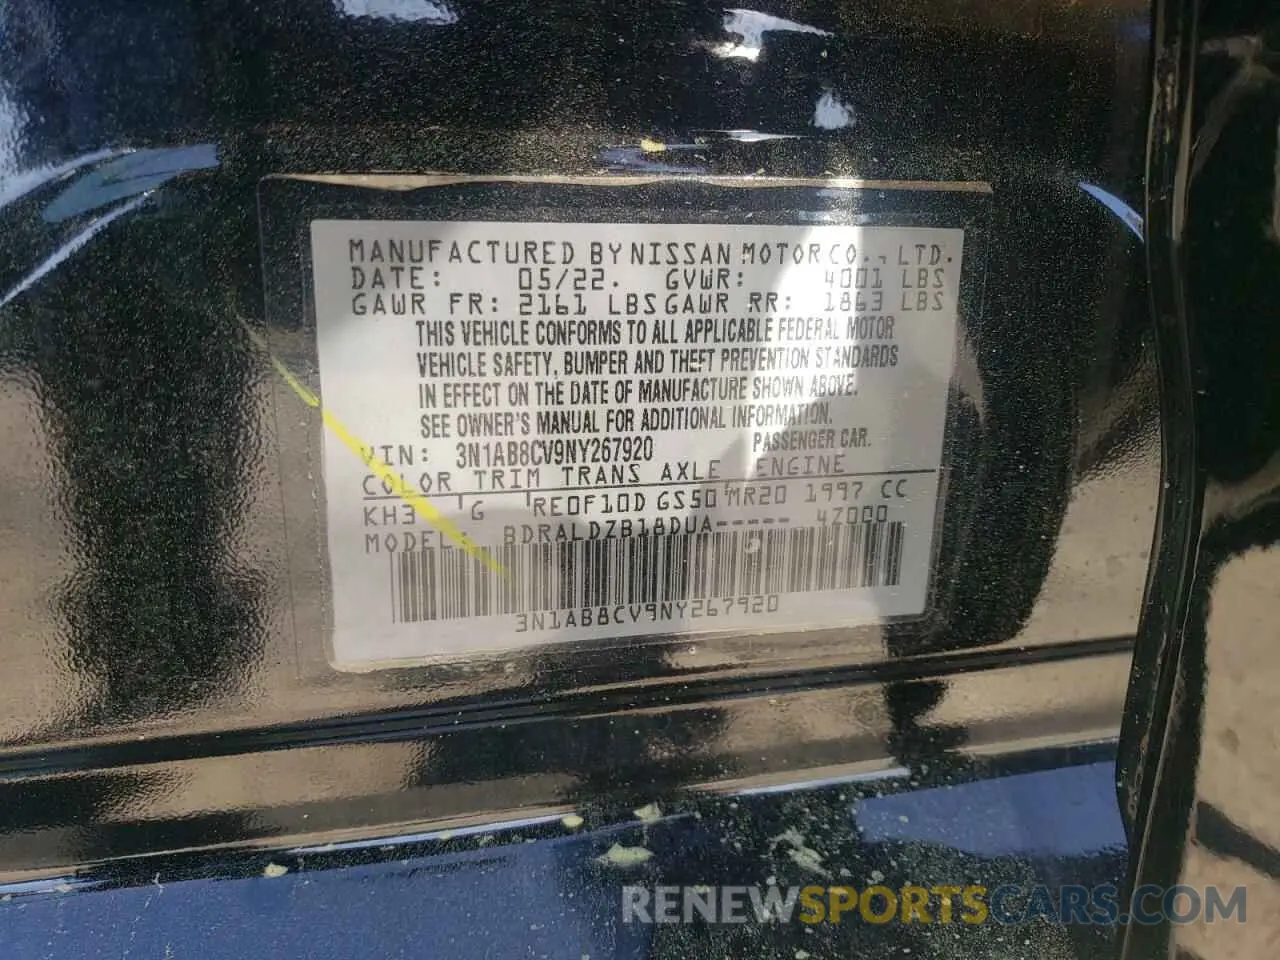 MANUFACTURED BY NISSAN MOTOR CO., LTD.
DATE: 05/22. GVWR: 4001 LBS
GAWR FR: 2161 LBS GAWR RR: 1863 LBS
THIS VEHICLE CONFORMS TO ALL APPLICABLE FEDERAL MOTOR
VEHICLE SAFETY, BUMPER AND THEFT PREVENTION STANDARDS
IN EFFECT ON THE DATE OF MANUFACTURE SHOWN ABOVE.
SEE OWNER'S MANUAL FOR ADDITIONAL INFORMATION.
VIN: 3N1AB8CV9NY267920 PASSENGER CAR.
COLOR TRIM TRANS AXLE ENGINE
KH3 G RE0F10D GS50 MR20 1997 CC
MODEL: BDRALDZB18DUA----- 47000
3N1AB8CV9NY267920
RENEWSPORTSCARS.COM